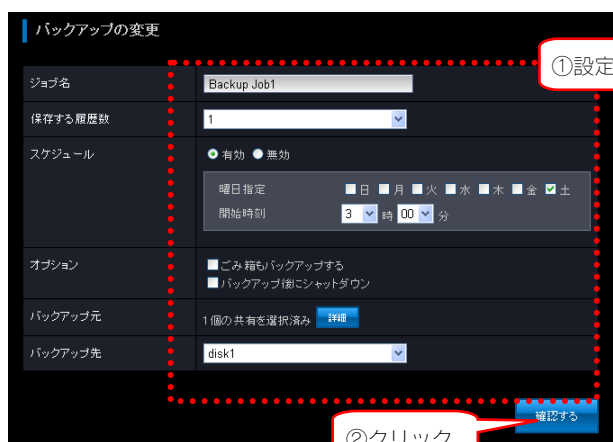 バックアップの変更
①設定
ジョブ名 Backup Job1
保存する履歴数 1
スケジュール 有効 無効
曜日指定 日 月 火 水 木 金 土
開始時刻 3 時 00 分
オプション ごみ箱もバックアップする
バックアップ後にシャットダウン
バックアップ元 1個の共有を選択済み 詳細
バックアップ先 disk1
確認する
②クリック